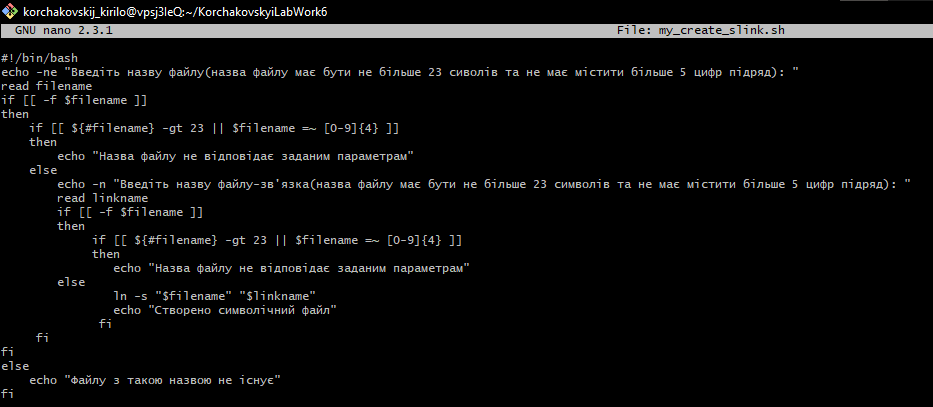 korchakovskij_kirilo@vpsj3leQ:~/KorchakovskyiLabWork6
GNU nano 2.3.1 File: my_create_slink.sh
#!/bin/bash
echo -ne "Введіть назву файлу(назва файлу має бути не більше 23 сиволів та не має містити більше 5 цифр підряд): "
read filename
if [[ -f $filename ]]
then
    if [[ ${#filename} -gt 23 || $filename =~ [0-9]{4} ]]
    then
        echo "Назва файлу не відповідає заданим параметрам"
    else
        echo -n "Введіть назву файлу-зв'язка(назва файлу має бути не більше 23 символів та не має містити більше 5 цифр підряд): "
        read linkname
        if [[ -f $filename ]]
        then
             if [[ ${#filename} -gt 23 || $filename =~ [0-9]{4} ]]
             then
                echo "Назва файлу не відповідає заданим параметрам"
        else
                ln -s "$filename" "$linkname"
                echo "Створено символічний файл"
              fi
     fi
fi
else
    echo "Файлу з такою назвою не існує"
fi